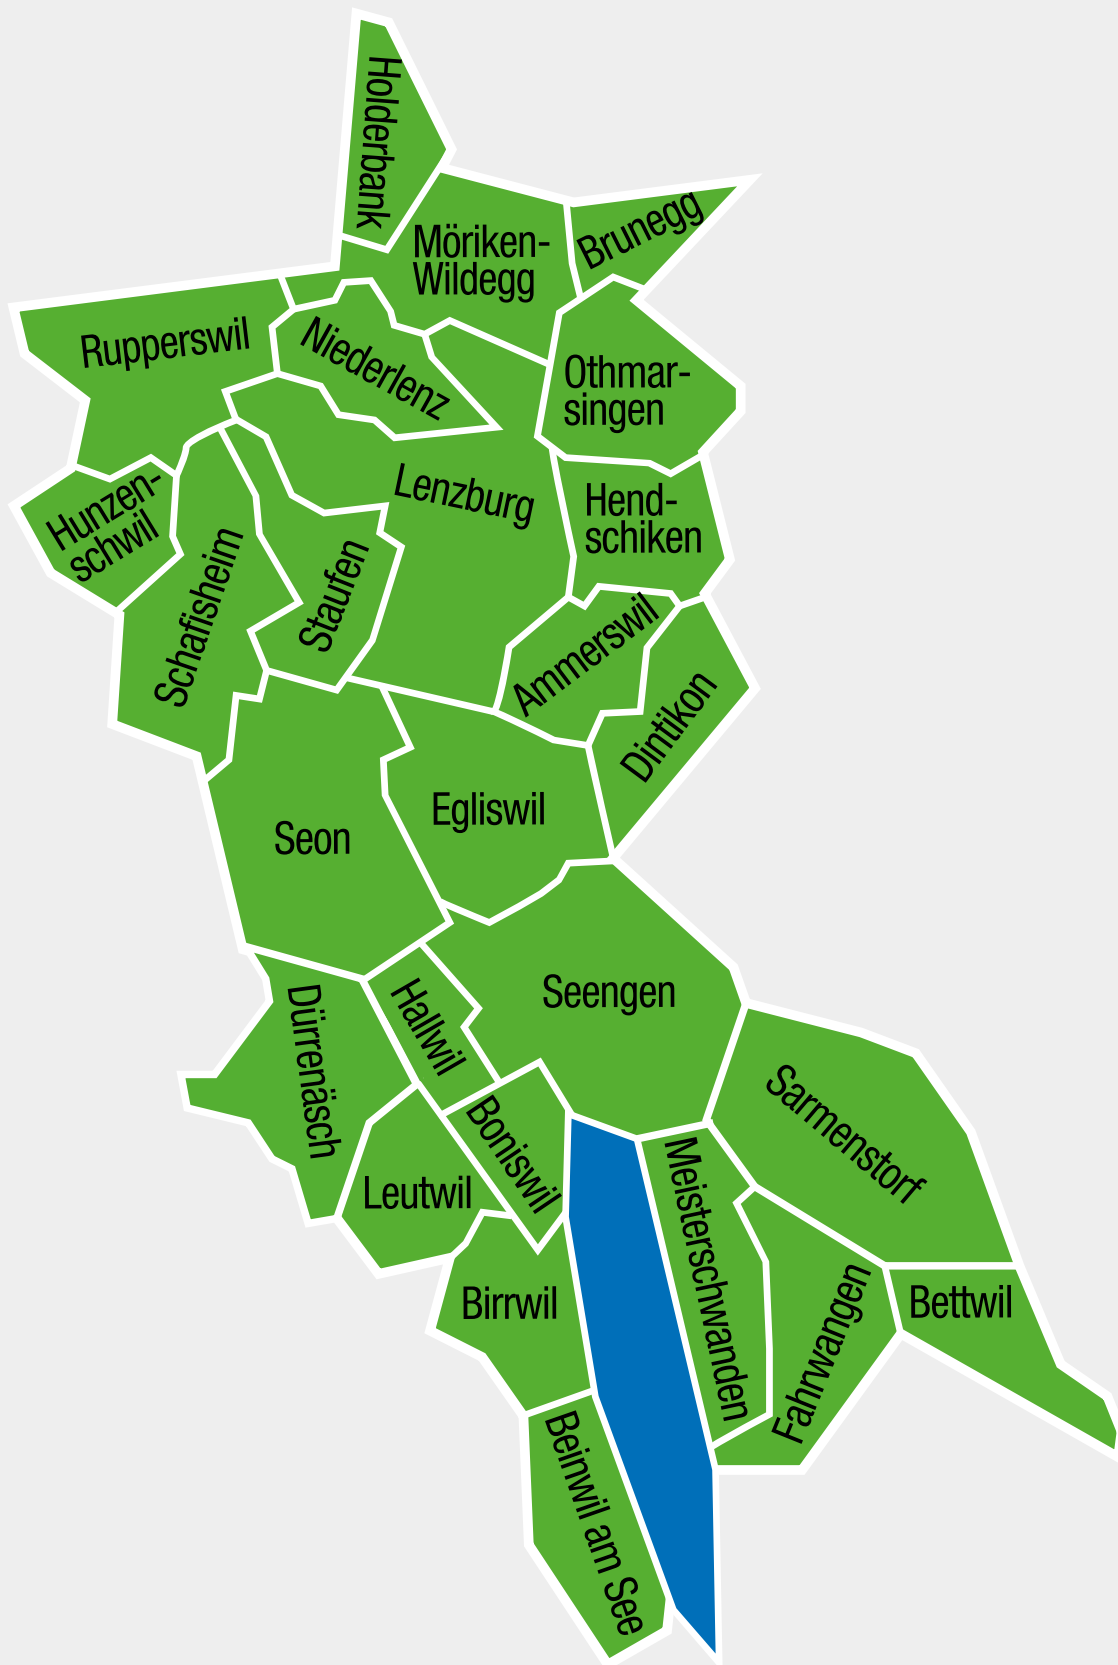 Holderbank
Möriken-
Wildegg
Brunegg
Rupperswil
Niederlenz
Othmar-
singen
Lenzburg
Hunzen-
schwil
Hend-
schiken
Schafisheim
Staufen
Ammerswil
Dintikon
Egliswil
Seon
Seengen
Hallwil
Dürrenäsch
Sarmenstorf
Boniswil
Leutwil
Meisterschwanden
Birrwil
Fahrwangen
Bettwil
Beinwil am See